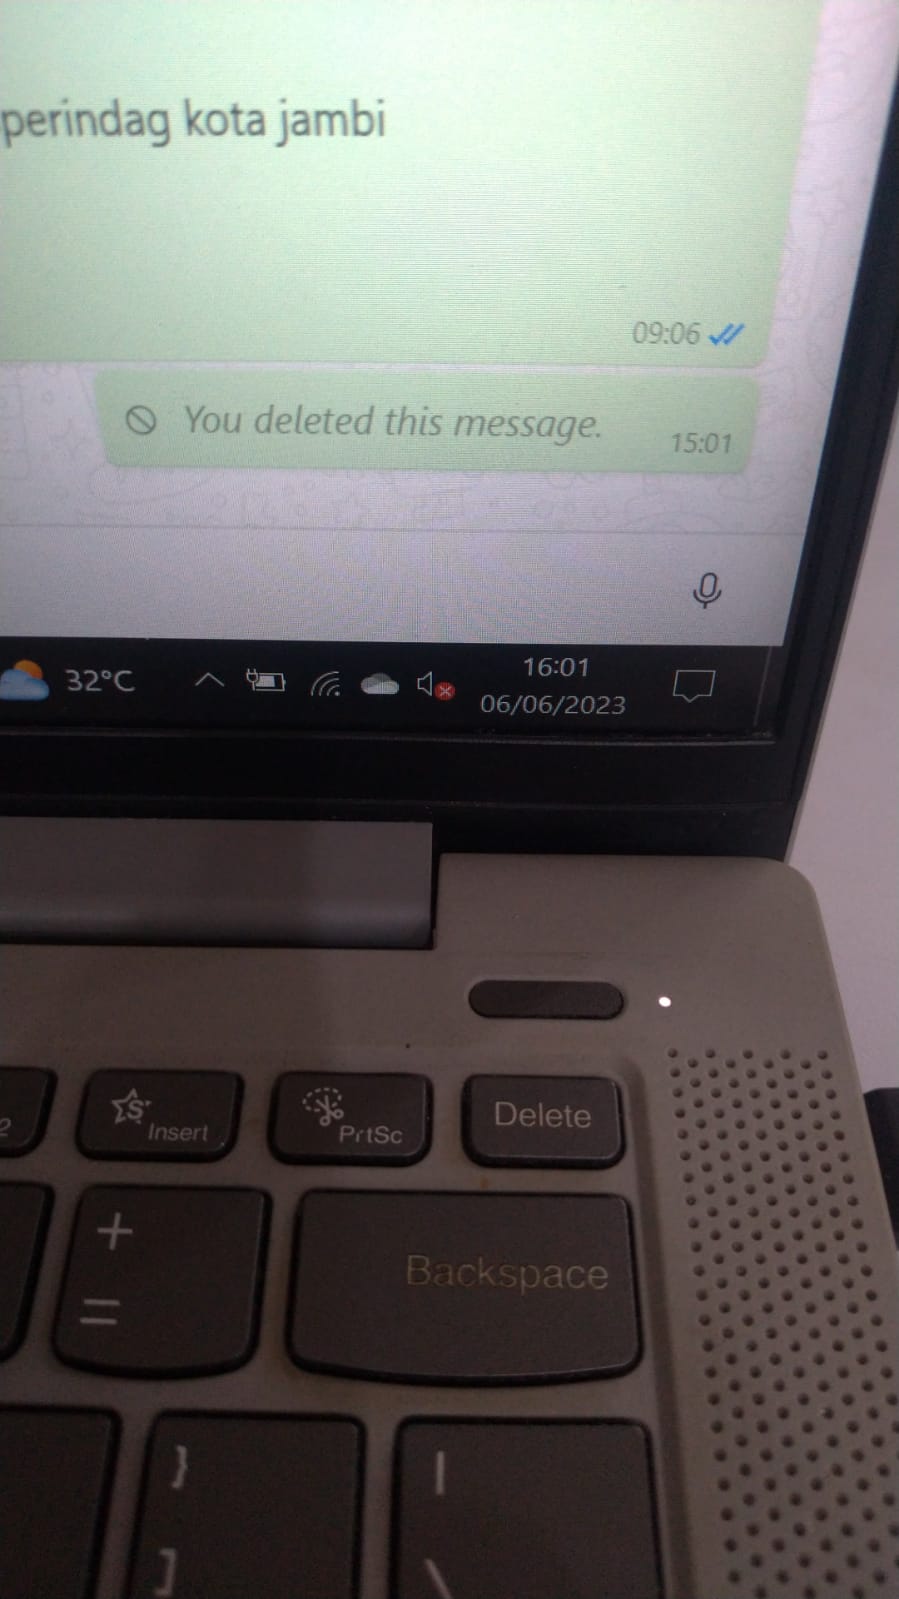 perindag kota jambi
09:06
You deleted this message.
15:01
32°C
16:01
06/06/2023
Insert
PrtSc
Delete
+
=
Backspace
}
]
|
\